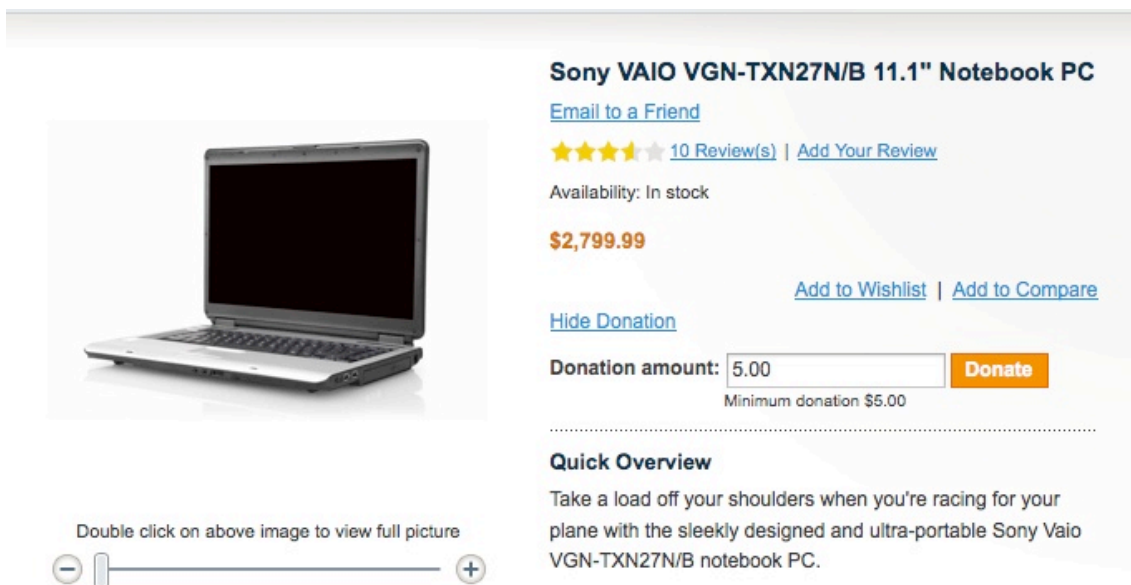 Sony VAIO VGN-TXN27N/B 11.1" Notebook PC
Email to a Friend
10 Review(s) | Add Your Review
Availability: In stock
$2,799.99
Add to Wishlist | Add to Compare
Hide Donation
Donation amount: 5.00 Donate
Minimum donation $5.00
Quick Overview
Take a load off your shoulders when you're racing for your
plane with the sleekly designed and ultra-portable Sony Vaio
VGN-TXN27N/B notebook PC.
Double click on above image to view full picture